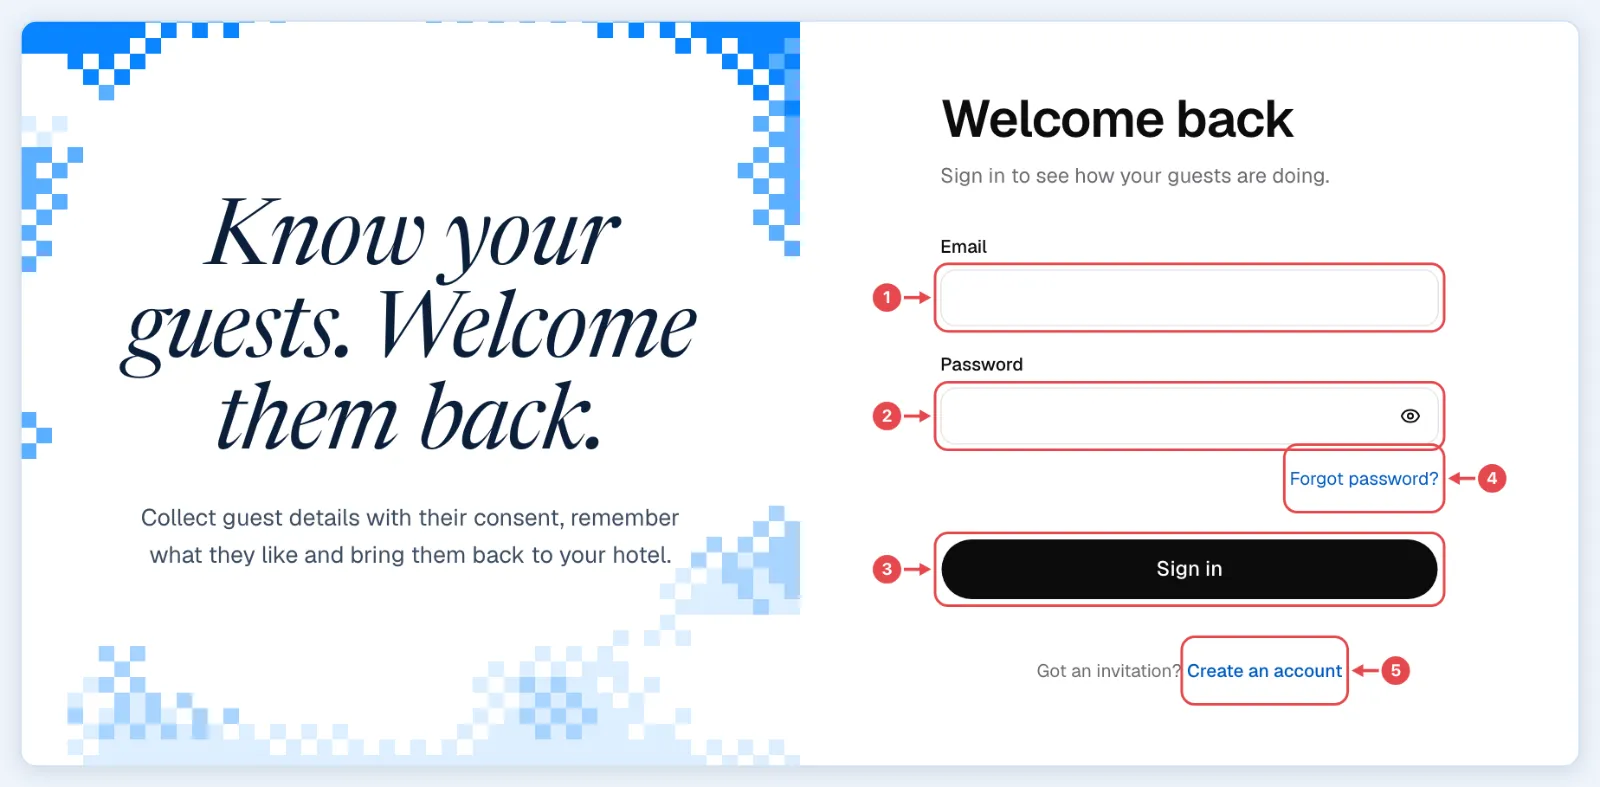 Know your
guests. Welcome
them back.
Collect guest details with their consent, remember
what they like and bring them back to your hotel.
Welcome back
Sign in to see how your guests are doing.
Email
1
Password
2
Forgot password?
4
3
Sign in
Got an invitation? Create an account
5